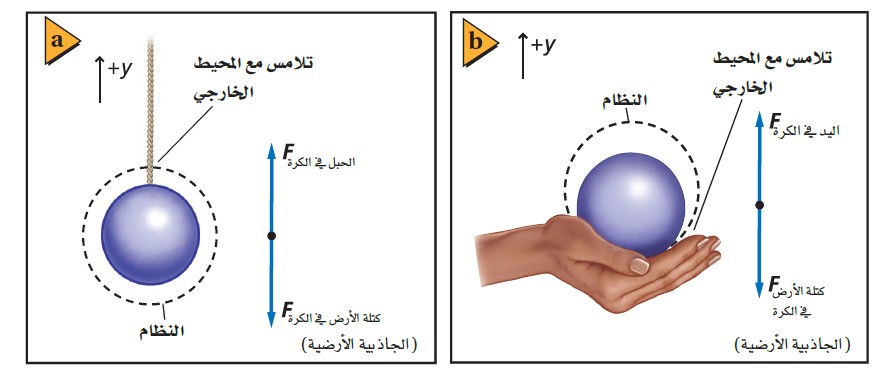 a
+y
تلامس مع المحيط
الخارجي
F الحبل في الكرة
F كتلة الأرض في الكرة
النظام
(الجاذبية الأرضية)
b
+y
تلامس مع المحيط
الخارجي
النظام
F اليد في الكرة
F كتلة الأرض
في الكرة
(الجاذبية الأرضية)